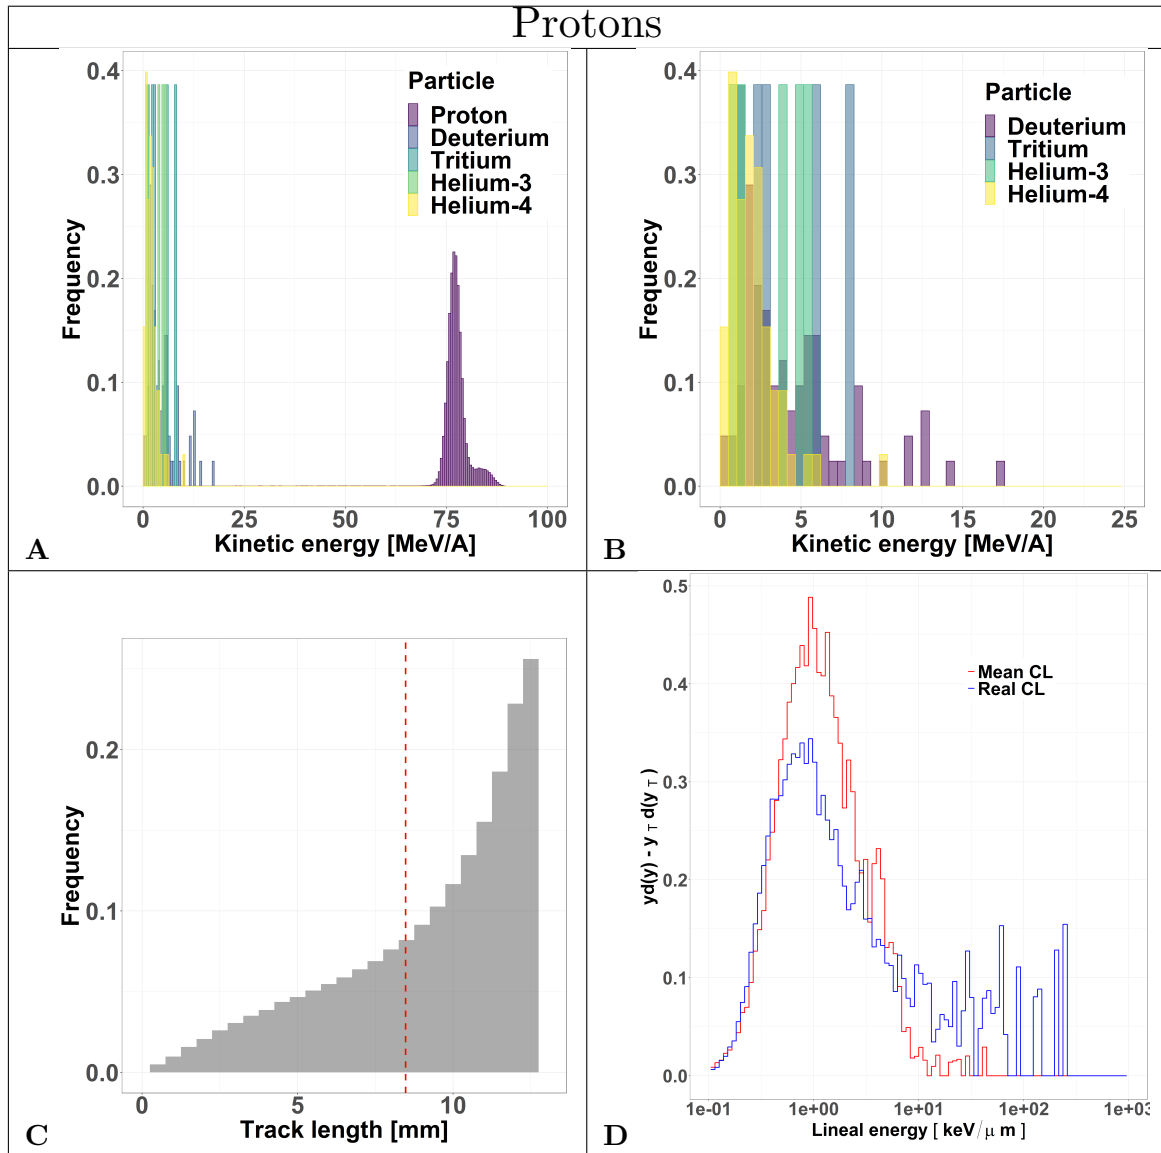 Protons
0.4
0.3
0.2
0.1
0.0
Frequency
Particle
Proton
Deuterium
Tritium
Helium-3
Helium-4
0 25 50 75 100
Kinetic energy [MeV/A]
A
0.4
0.3
0.2
0.1
0.0
Frequency
Particle
Deuterium
Tritium
Helium-3
Helium-4
0 5 10 15 20 25
Kinetic energy [MeV/A]
B
0.2
0.1
0.0
Frequency
0 5 10
Track length [mm]
C
0.5
0.4
0.3
0.2
0.1
0.0
yd(y) - y T d(y T )
Mean CL
Real CL
1e-01 1e+00 1e+01 1e+02 1e+03
Lineal energy [ keV/μ m ]
D